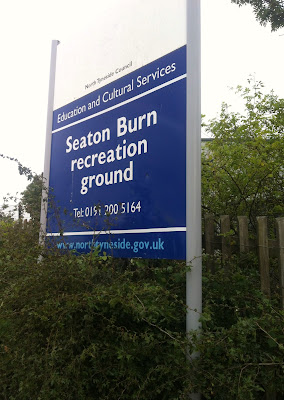 North Tyneside Council
Education and Cultural Services
Seaton Burn
recreation
ground
Tel: 0191 200 5164
www.northtyneside.gov.uk